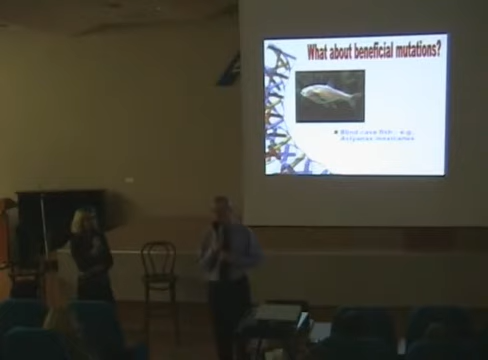 What about beneficial mutations?
Blind cave fish - e.g.,
Astyanax mexicanus